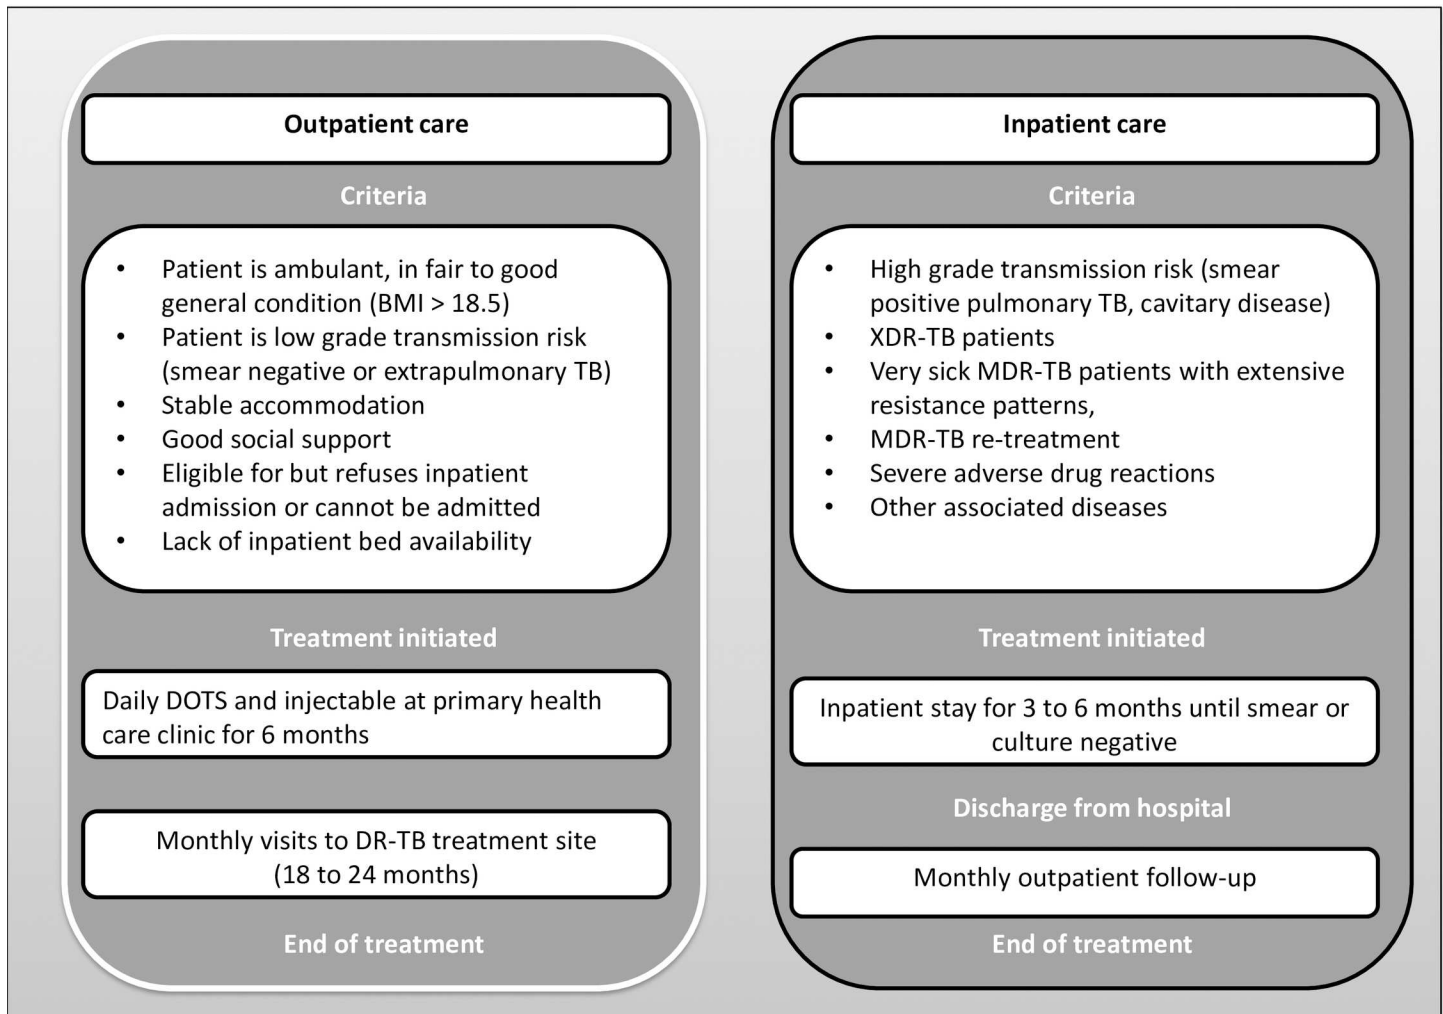 Outpatient care
Criteria
• Patient is ambulant, in fair to good
general condition (BMI > 18.5)
• Patient is low grade transmission risk
(smear negative or extrapulmonary TB)
• Stable accommodation
• Good social support
• Eligible for but refuses inpatient
admission or cannot be admitted
• Lack of inpatient bed availability
Treatment initiated
Daily DOTS and injectable at primary health
care clinic for 6 months
Monthly visits to DR-TB treatment site
(18 to 24 months)
End of treatment
Inpatient care
Criteria
• High grade transmission risk (smear
positive pulmonary TB, cavitary disease)
• XDR-TB patients
• Very sick MDR-TB patients with extensive
resistance patterns,
• MDR-TB re-treatment
• Severe adverse drug reactions
• Other associated diseases
Treatment initiated
Inpatient stay for 3 to 6 months until smear or
culture negative
Discharge from hospital
Monthly outpatient follow-up
End of treatment